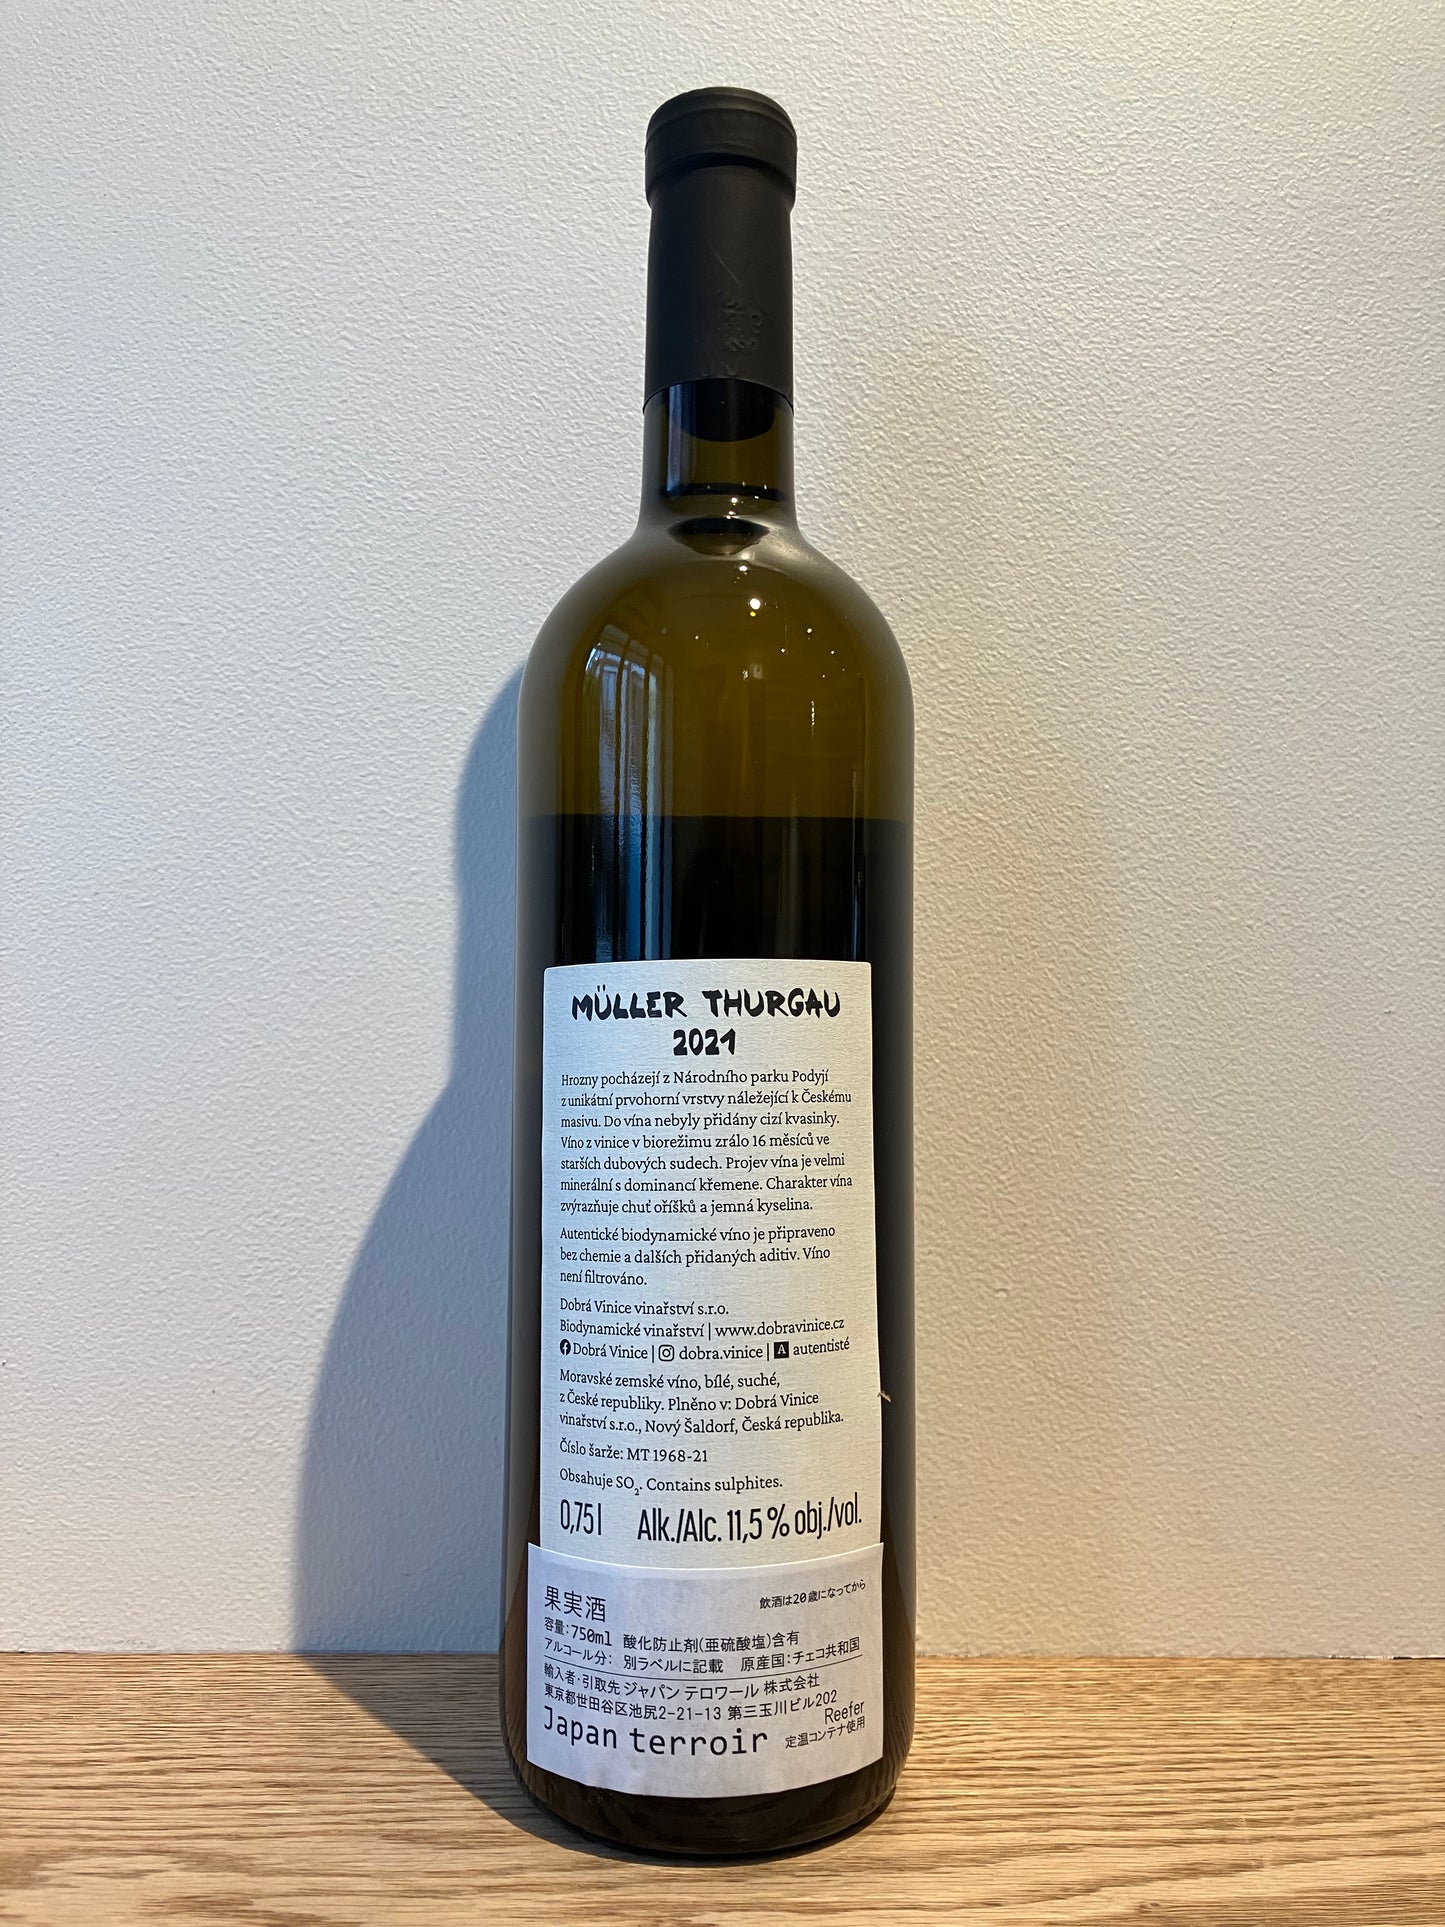 MÜLLER THURGAU
2021
Hrozny pocházejí z Národního parku Podyjí
z unikátní prvohorní vrstvy náležející k Českému
masivu. Do vína nebyly přidány cizí kvasinky.
Víno z vinice v biorežimu zrálo 16 měsíců ve
starších dubových sudech. Projev vína je velmi
minerální s dominancí křemene. Charakter vína
zvýrazňuje chuť oříšků a jemná kyselina.
Autentické biodynamické víno je připraveno
bez chemie a dalších přidaných aditiv. Víno
není filtrováno.
Dobrá Vinice vinařství s.r.o.
Biodynamické vinařství | www.dobravinice.cz
Dobrá Vinice | dobra.vinice | A autentisté
Moravské zemské víno, bílé, suché,
z České republiky. Plněno v: Dobrá Vinice
vinařství s.r.o., Nový Šaldorf, Česká republika.
Číslo šarže: MT 1968-21
Obsahuje SO₂. Contains sulphites.
0,75 l Alk./Alc. 11,5 % obj./vol.
果実酒 飲酒は20歳になってから
容量:750ml 酸化防止剤(亜硫酸塩)含有
アルコール分: 別ラベルに記載 原産国:チェコ共和国
輸入者・引取先 ジャパン テロワール 株式会社
東京都世田谷区池尻2-21-13 第三玉川ビル202
Japan terroir Reefer
定温コンテナ使用